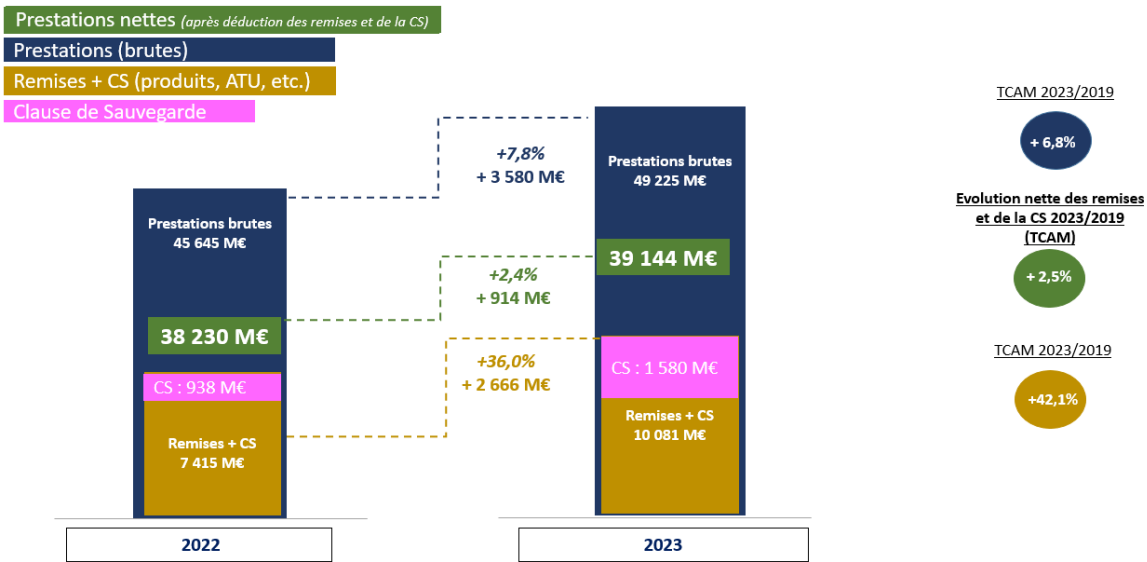 Prestations nettes (après déduction des remises et de la CS)
Prestations (brutes)
Remises + CS (produits, ATU, etc.)
Clause de Sauvegarde
Prestations brutes
45 645 M€
38 230 M€
CS : 938 M€
Remises + CS
7 415 M€
2022
+7,8%
+ 3 580 M€
+2,4%
+ 914 M€
+36,0%
+ 2 666 M€
Prestations brutes
49 225 M€
39 144 M€
CS : 1 580 M€
Remises + CS
10 081 M€
2023
TCAM 2023/2019
+ 6,8%
Evolution nette des remises
et de la CS 2023/2019
(TCAM)
+ 2,5%
TCAM 2023/2019
+42,1%